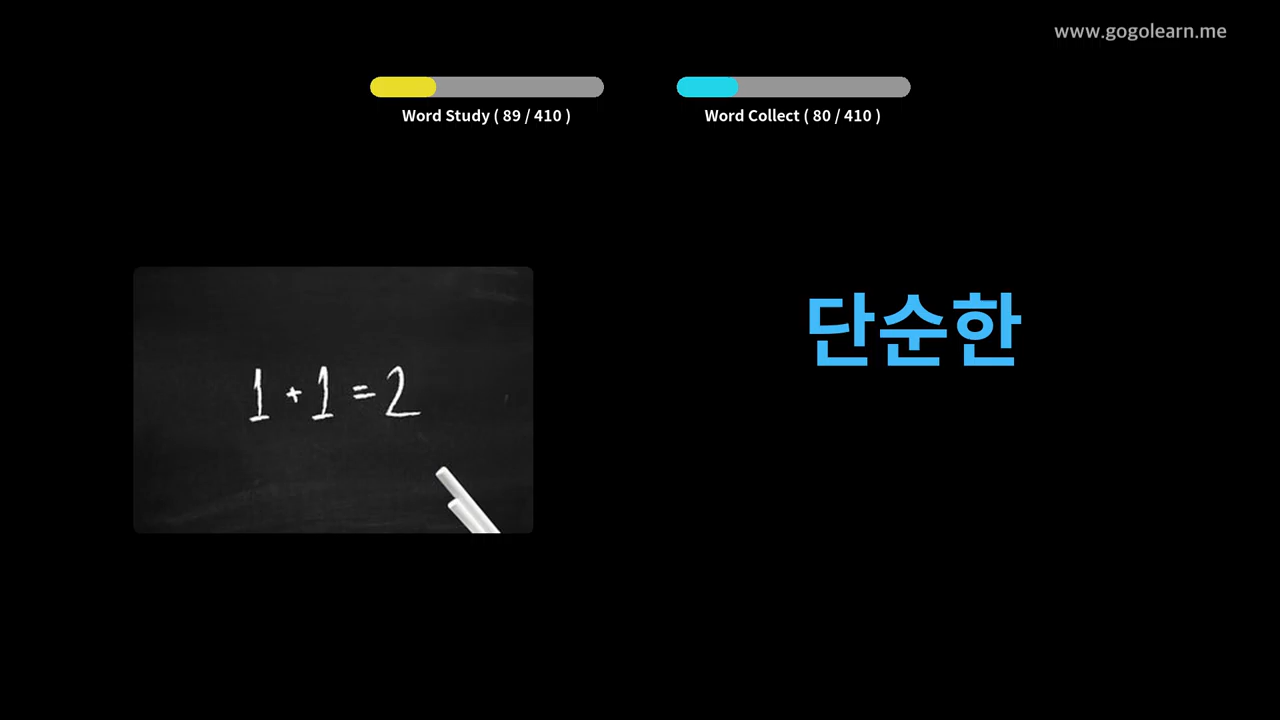 www.gogolearn.me
Word Study ( 89 / 410 )
Word Collect ( 80 / 410 )
1 + 1 = 2
단순한